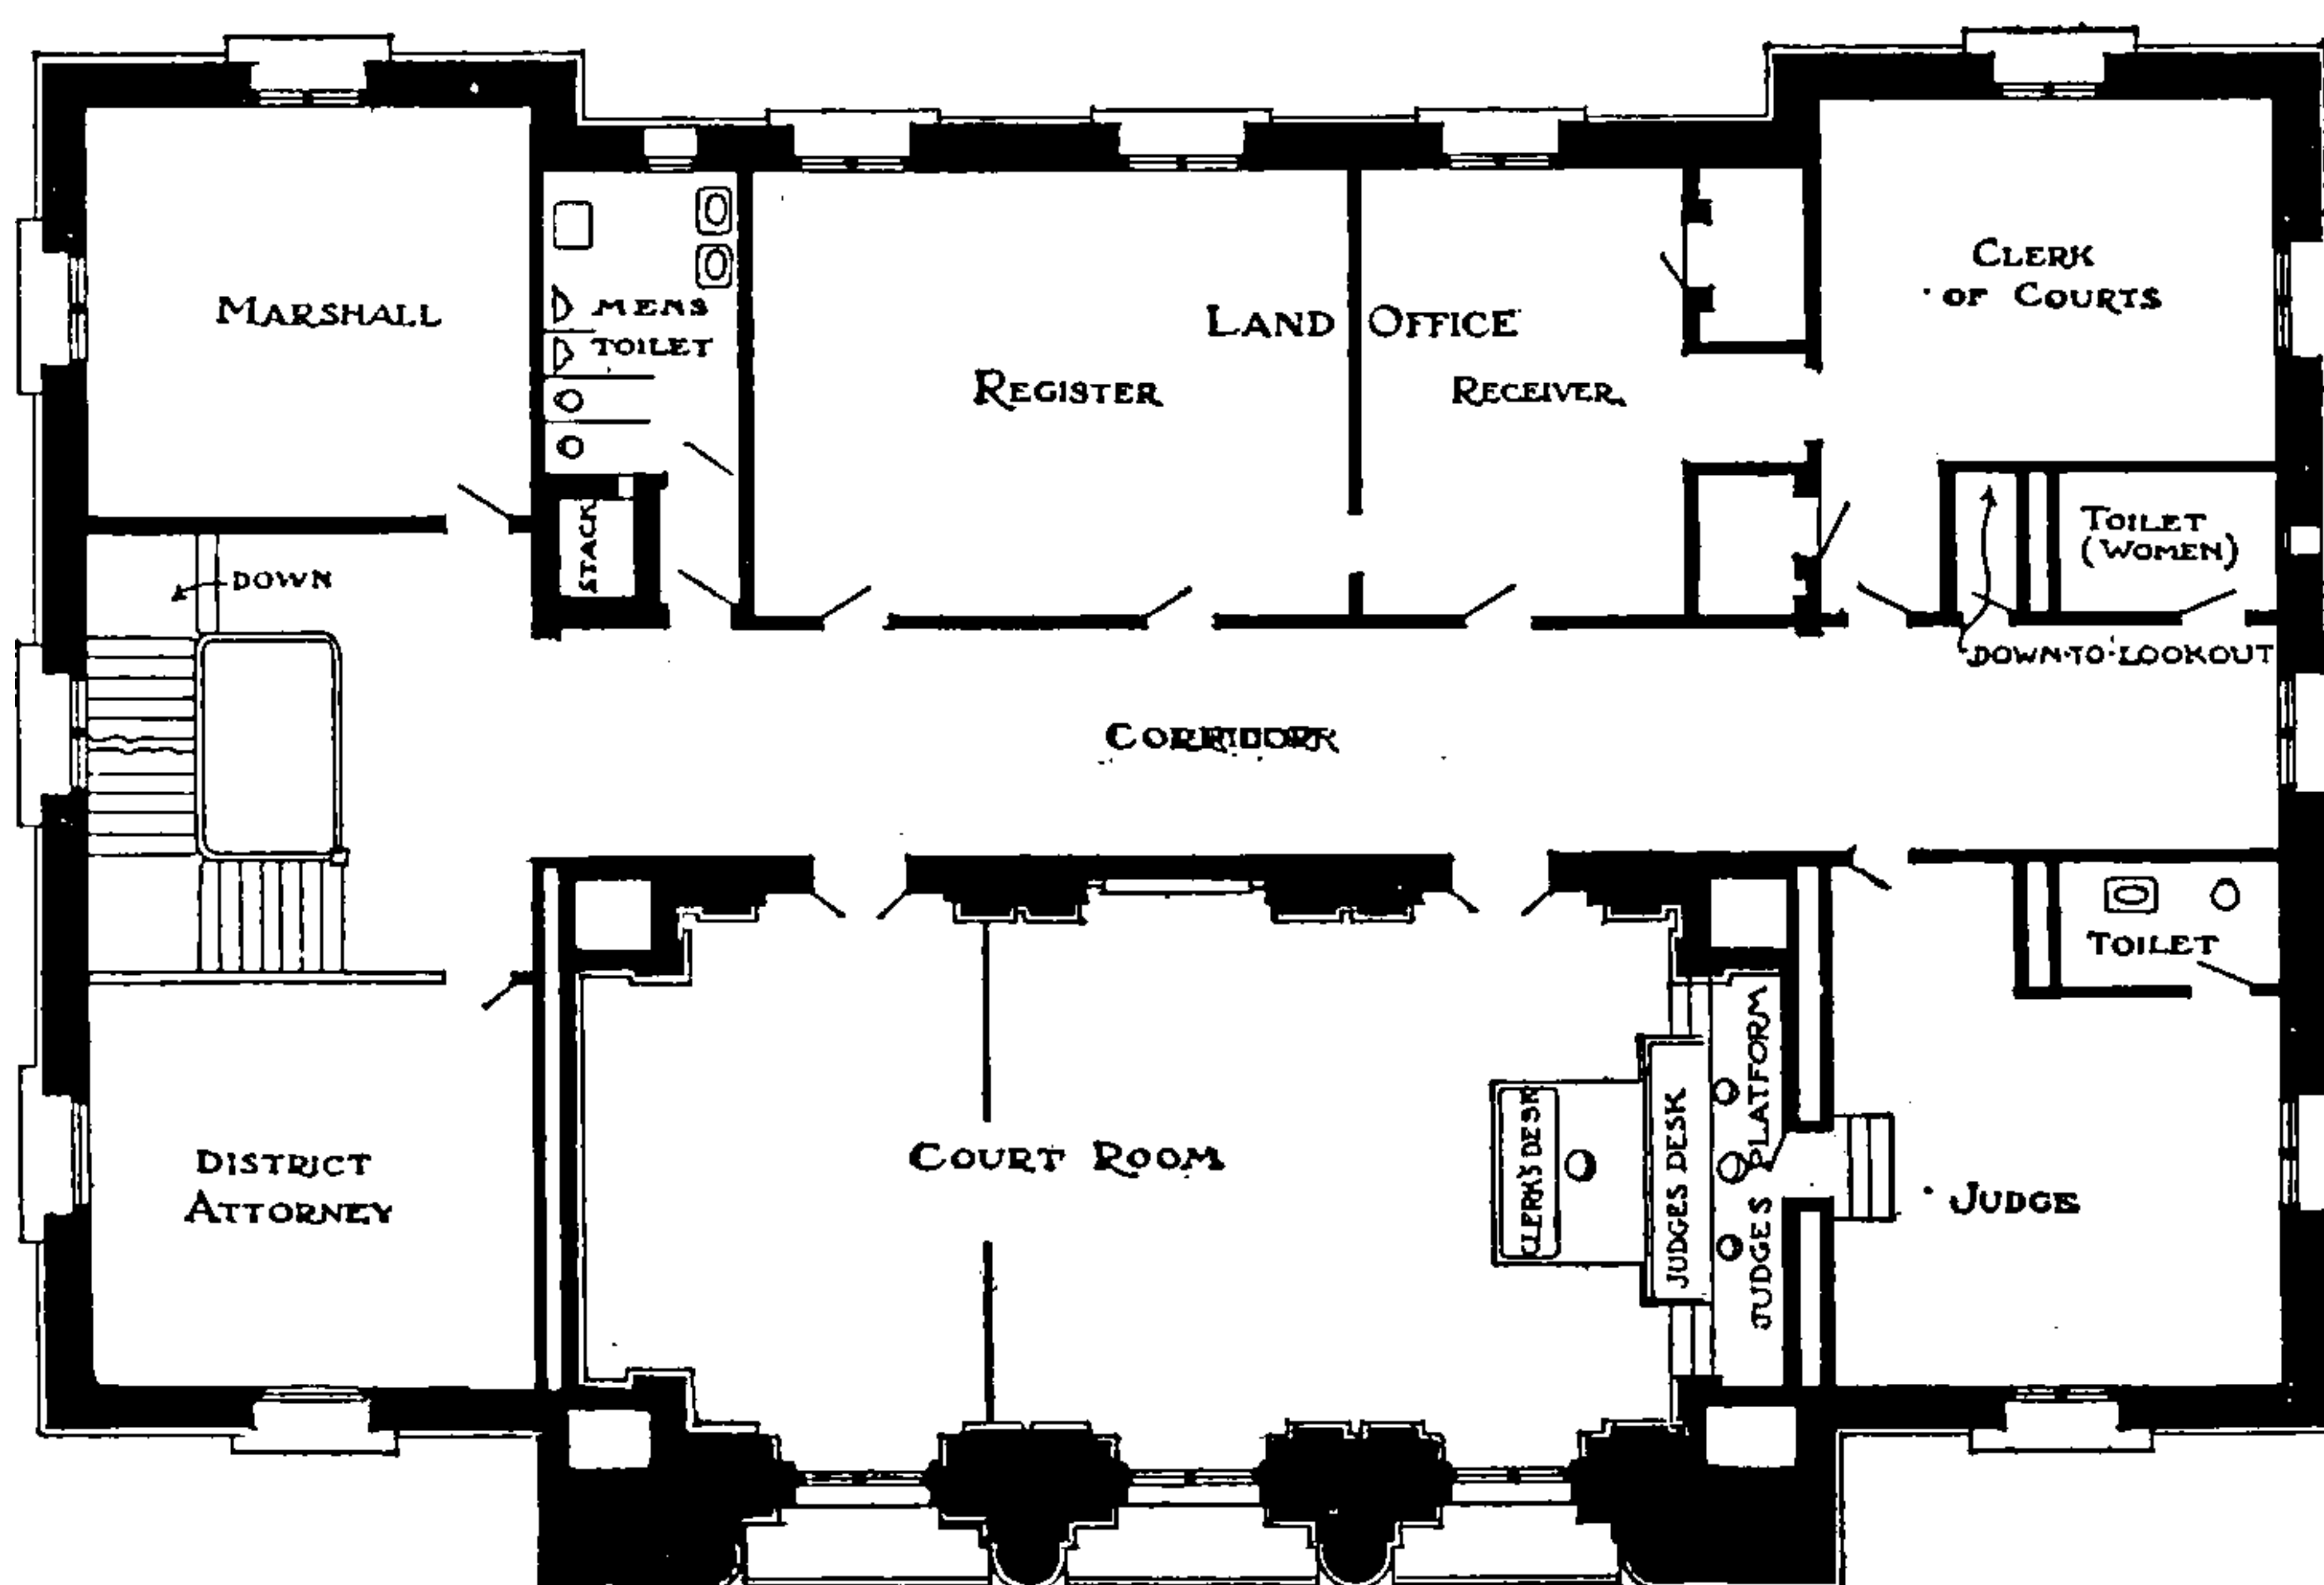 MARSHALL
MENS
TOILET
LAND OFFICE
REGISTER
RECEIVER
CLERK
OF COURTS
STACK
TOILET
(WOMEN)
DOWN
DOWN-TO-LOOKOUT
CORRIDOR
TOILET
DISTRICT
ATTORNEY
COURT ROOM
CLERK'S DESK
JUDGES DESK
JUDGES PLATFORM
JUDGE